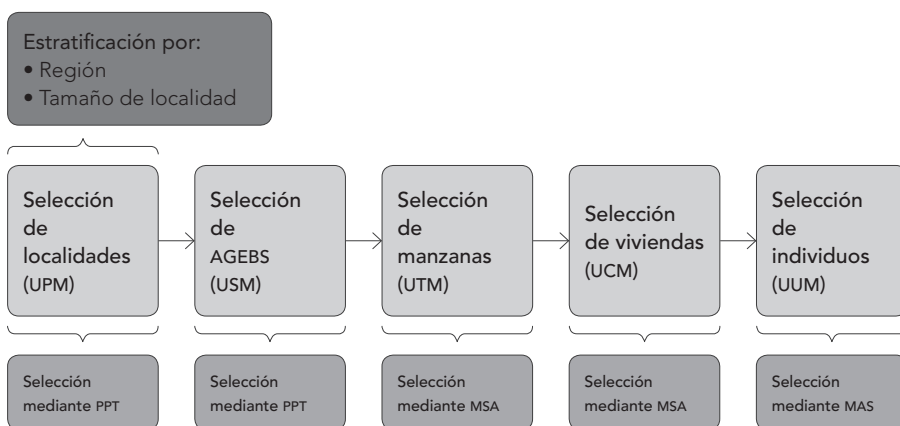 Estratificación por:
• Región
• Tamaño de localidad
Selección
de
localidades
(UPM)
Selección
de
AGEBS
(USM)
Selección
de
manzanas
(UTM)
Selección
de viviendas
(UCM)
Selección
de
individuos
(UUM)
Selección
mediante PPT
Selección
mediante PPT
Selección
mediante MSA
Selección
mediante MSA
Selección
mediante MAS